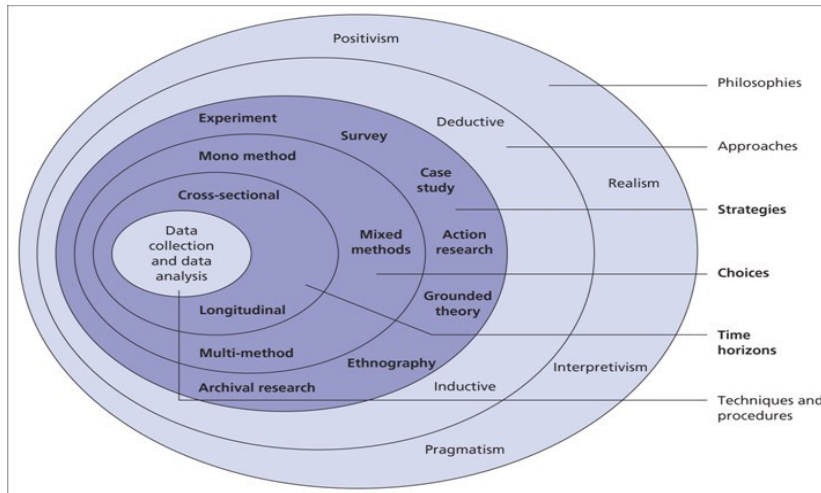 Positivism
Philosophies
Experiment
Deductive
Survey
Approaches
Mono method
Case
study
Realism
Cross-sectional
Strategies
Data
collection
and data
analysis
Mixed
methods
Action
research
Choices
Longitudinal
Grounded
theory
Time
horizons
Multi-method
Ethnography
Interpretivism
Archival research
Inductive
Techniques and
procedures
Pragmatism